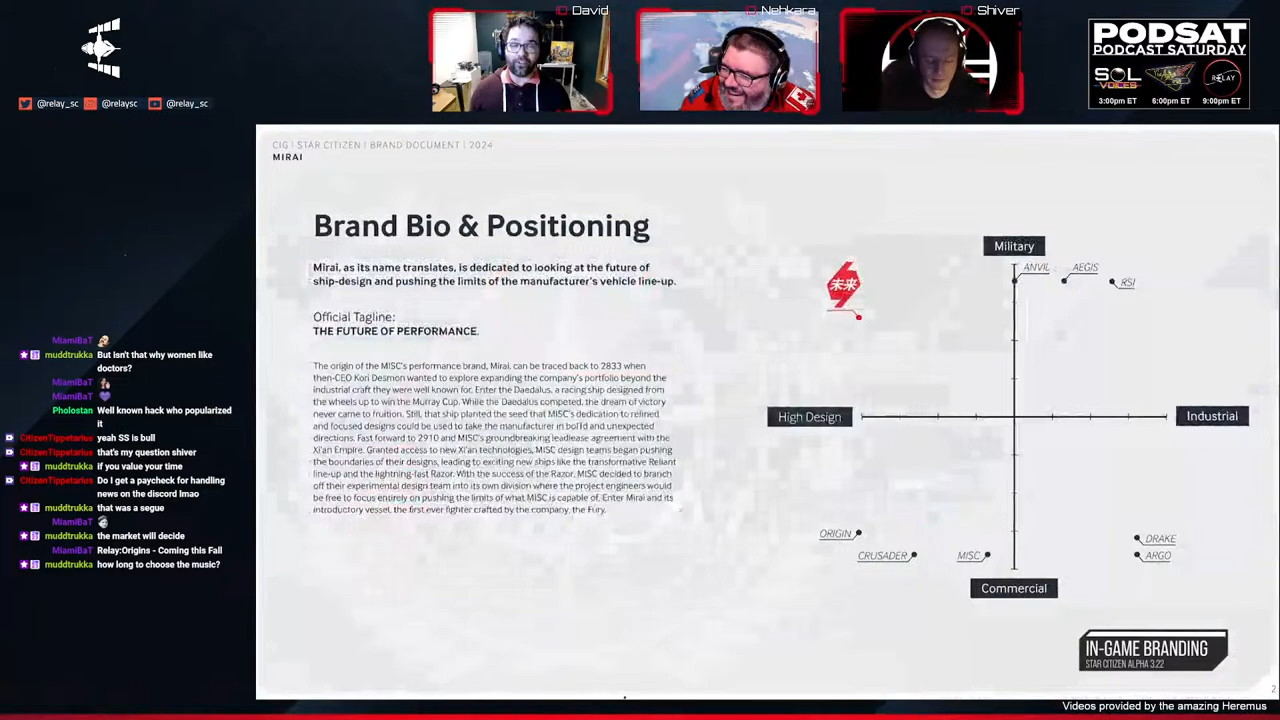 David
Nehkara
Shiver
PODSAT
PODCAST SATURDAY
SOL VOICES
RELAY
3:00pm ET 6:00pm ET 9:00pm ET
@relay_sc @relaysc @relay_sc
CIG | STAR CITIZEN | BRAND DOCUMENT | 2024
MIRAI
Brand Bio & Positioning
Mirai, as its name translates, is dedicated to looking at the future of
ship-design and pushing the limits of the manufacturer's vehicle line-up.
Official Tagline:
THE FUTURE OF PERFORMANCE.
The origin of the MISC's performance brand, Mirai, can be traced back to 2833 when
then-CEO Kori Desmon wanted to explore expanding the company's portfolio beyond the
industrial craft they were well known for. Enter the Daedalus, a racing ship designed from
the wheels up to win the Murray Cup. While the Daedalus competed, the dream of victory
never came to fruition. Still, that ship planted the seed that MISC's dedication to refined
and focused designs could be used to take the manufacturer in bold and unexpected
directions. Fast forward to 2910 and MISC's groundbreaking leadlease agreement with the
Xi'an Empire. Granted access to new Xi'an technologies, MISC design teams began pushing
the boundaries of their designs, leading to exciting new ships like the transformative Reliant
line-up and the lightning-fast Razor. With the success of the Razor, MISC decided to branch
off their experimental design team into its own division where the project engineers would
be free to focus entirely on pushing the limits of what MISC is capable of. Enter Mirai and its
introductory vessel, the first ever fighter crafted by the company, the Fury.
Military
ANVIL AEGIS RSI
未来
High Design
Industrial
ORIGIN
CRUSADER
MISC
DRAKE
ARGO
Commercial
MiamiBaT
muddtrukka But isn't that why women like
doctors?
MiamiBaT
MiamiBaT
Pholostan Well known hack who popularized
it
CitizenTippetarius yeah SS is bull
CitizenTippetarius that's my question shiver
muddtrukka if you value your time
CitizenTippetarius Do I get a paycheck for handling
news on the discord lmao
muddtrukka that was a segue
MiamiBaT
muddtrukka the market will decide
MiamiBaT Relay:Origins - Coming this Fall
muddtrukka how long to choose the music?
IN-GAME BRANDING
STAR CITIZEN ALPHA 3.22
2
Videos provided by the amazing Heremus